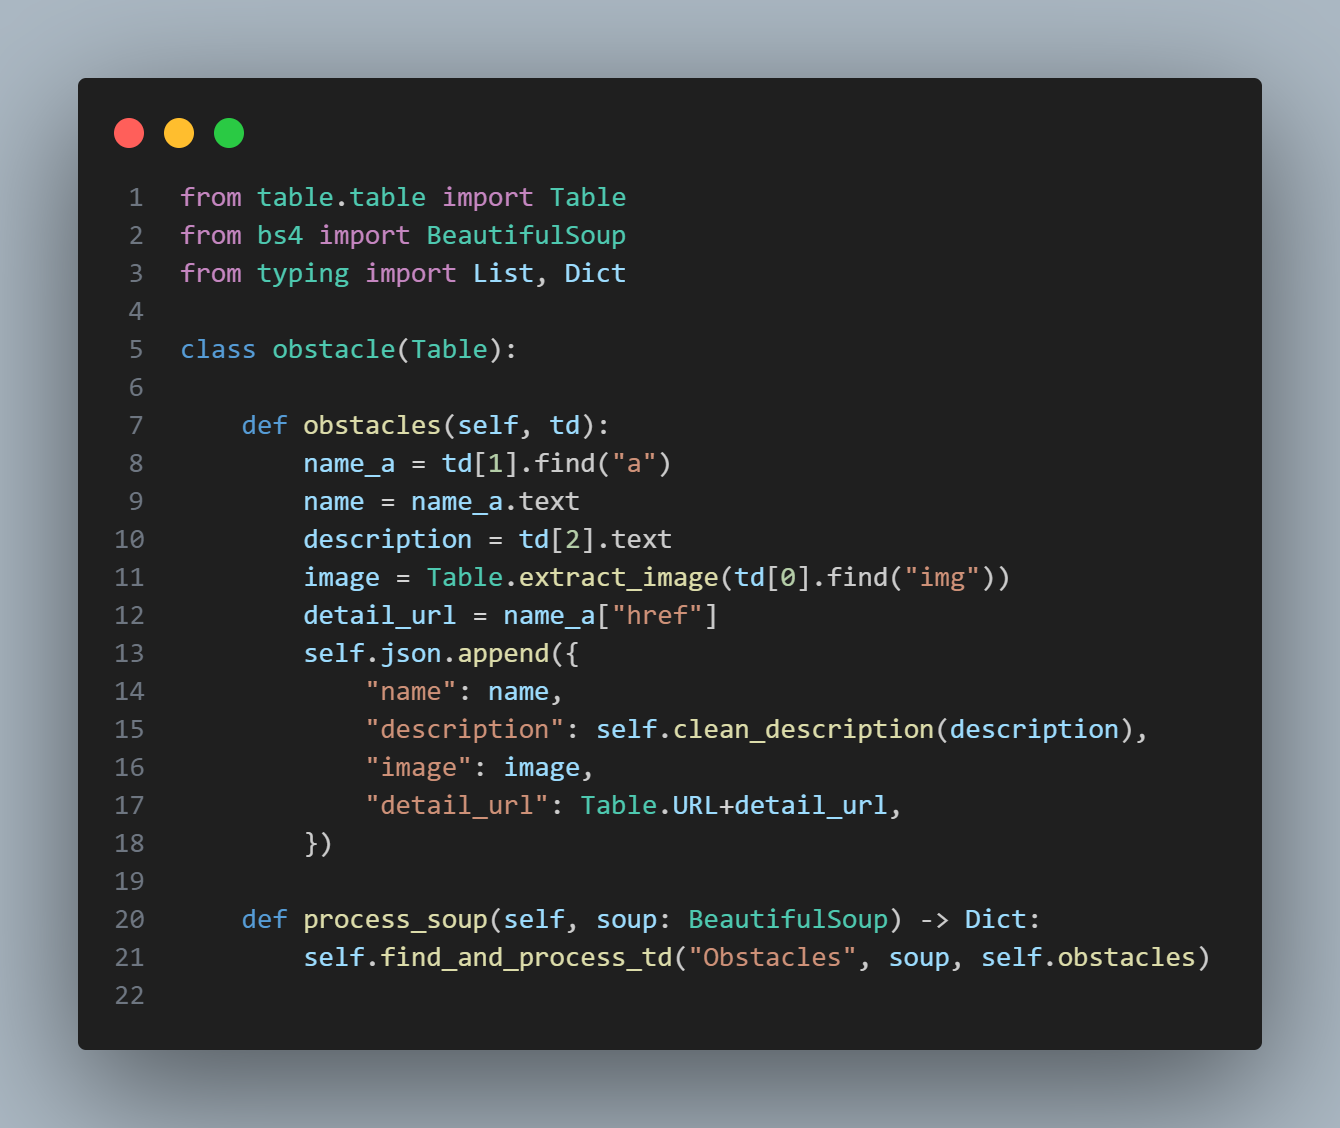 1 from table.table import Table
2 from bs4 import BeautifulSoup
3 from typing import List, Dict
4
5 class obstacle(Table):
6
7     def obstacles(self, td):
8         name_a = td[1].find("a")
9         name = name_a.text
10         description = td[2].text
11         image = Table.extract_image(td[0].find("img"))
12         detail_url = name_a["href"]
13         self.json.append({
14             "name": name,
15             "description": self.clean_description(description),
16             "image": image,
17             "detail_url": Table.URL+detail_url,
18         })
19
20     def process_soup(self, soup: BeautifulSoup) -> Dict:
21         self.find_and_process_td("Obstacles", soup, self.obstacles)
22